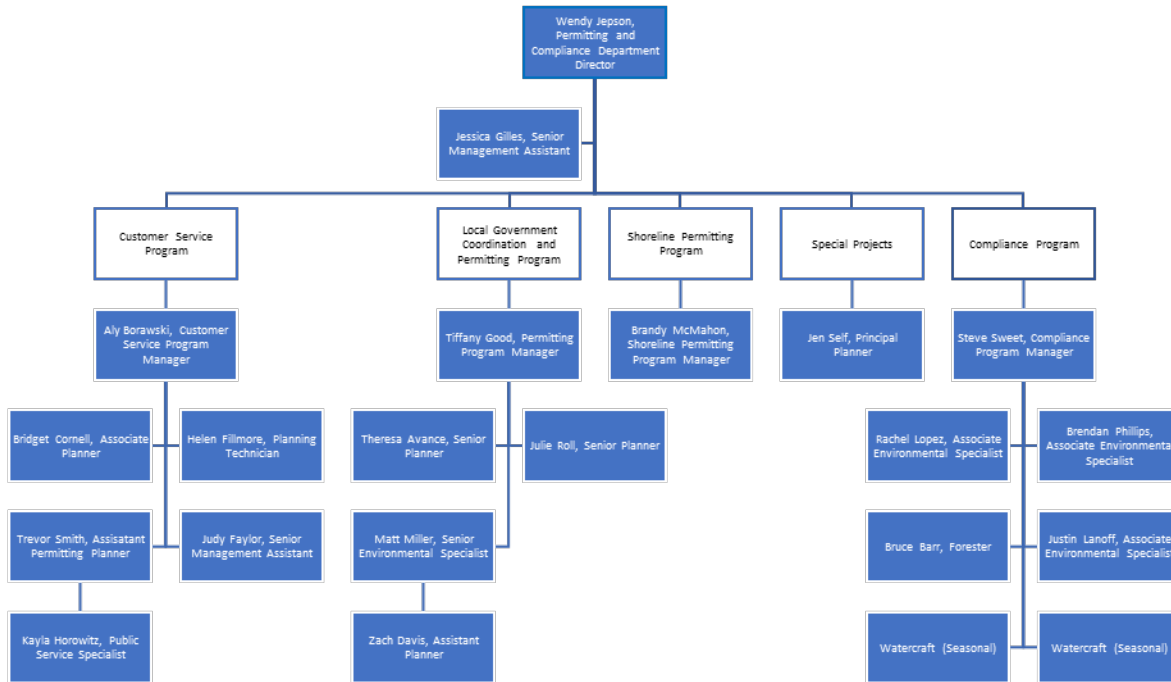 Wendy Jepson,
Permitting and
Compliance Department
Director
Jessica Gilles, Senior
Management Assistant
Customer Service
Program
Local Government
Coordination and
Permitting Program
Shoreline Permitting
Program
Special Projects
Compliance Program
Aly Borawski, Customer
Service Program
Manager
Tiffany Good, Permitting
Program Manager
Brandy McMahon,
Shoreline Permitting
Program Manager
Jen Self, Principal
Planner
Steve Sweet, Compliance
Program Manager
Bridget Cornell, Associate
Planner
Helen Fillmore, Planning
Technician
Theresa Avance, Senior
Planner
Julie Roll, Senior Planner
Rachel Lopez, Associate
Environmental Specialist
Brendan Phillips,
Associate Environmental
Specialist
Trevor Smith, Assisatant
Permitting Planner
Judy Faylor, Senior
Management Assistant
Matt Miller, Senior
Environmental Specialist
Bruce Barr, Forester
Justin Lanoff, Associate
Environmental Specialist
Kayla Horowitz, Public
Service Specialist
Zach Davis, Assistant
Planner
Watercraft (Seasonal)
Watercraft (Seasonal)